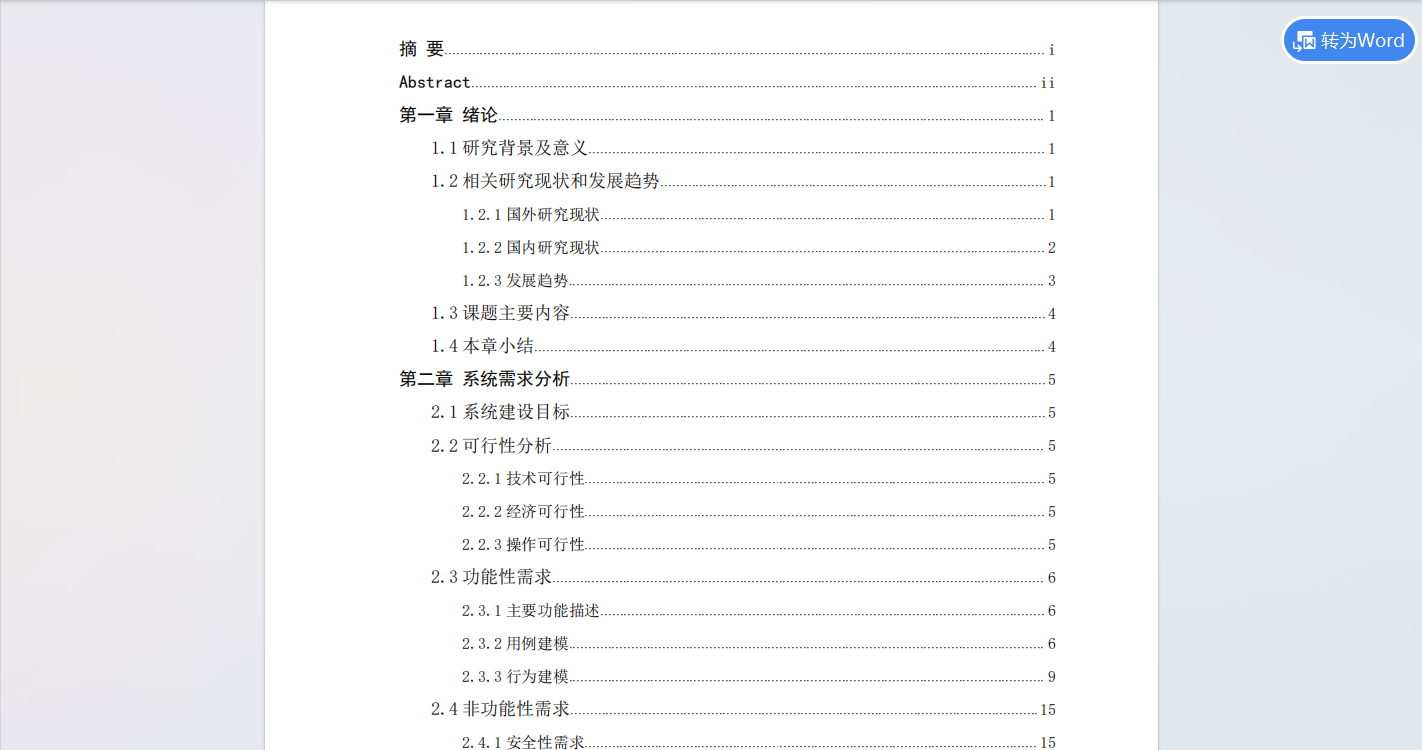 转为Word
摘 要 i
Abstract ii
第一章 绪论 1
1.1 研究背景及意义 1
1.2 相关研究现状和发展趋势 1
1.2.1 国外研究现状 1
1.2.2 国内研究现状 2
1.2.3 发展趋势 3
1.3 课题主要内容 4
1.4 本章小结 4
第二章 系统需求分析 5
2.1 系统建设目标 5
2.2 可行性分析 5
2.2.1 技术可行性 5
2.2.2 经济可行性 5
2.2.3 操作可行性 5
2.3 功能性需求 6
2.3.1 主要功能描述 6
2.3.2 用例建模 6
2.3.3 行为建模 9
2.4 非功能性需求 15
2.4.1 安全性需求 15